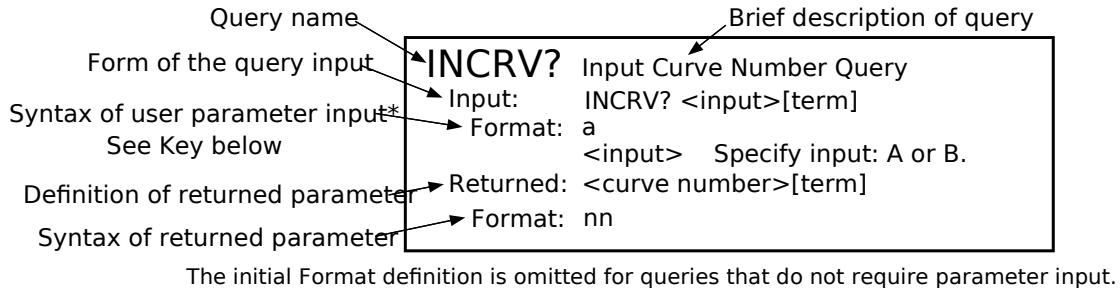 Query name
Brief description of query
INCRV? Input Curve Number Query
Form of the query input
Input: INCRV? <input>[term]
Syntax of user parameter input*
Format: a
See Key below
<input> Specify input: A or B.
Definition of returned parameter
Returned: <curve number>[term]
Syntax of returned parameter
Format: nn
The initial Format definition is omitted for queries that do not require parameter input.